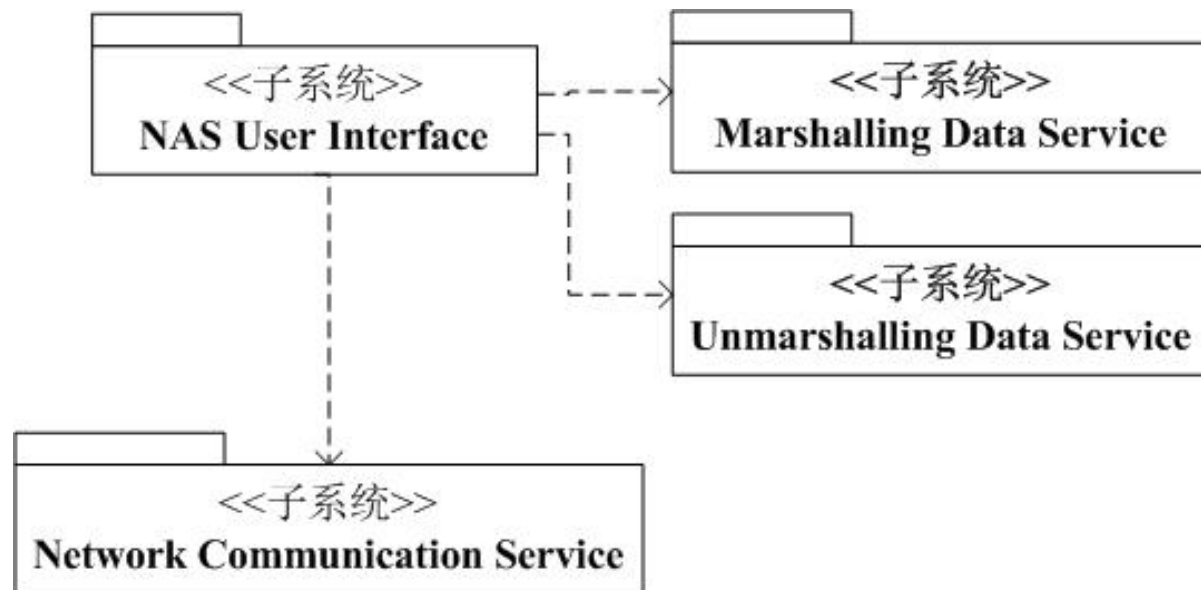 <<子系统>>
NAS User Interface
<<子系统>>
Marshalling Data Service
<<子系统>>
Unmarshalling Data Service
<<子系统>>
Network Communication Service